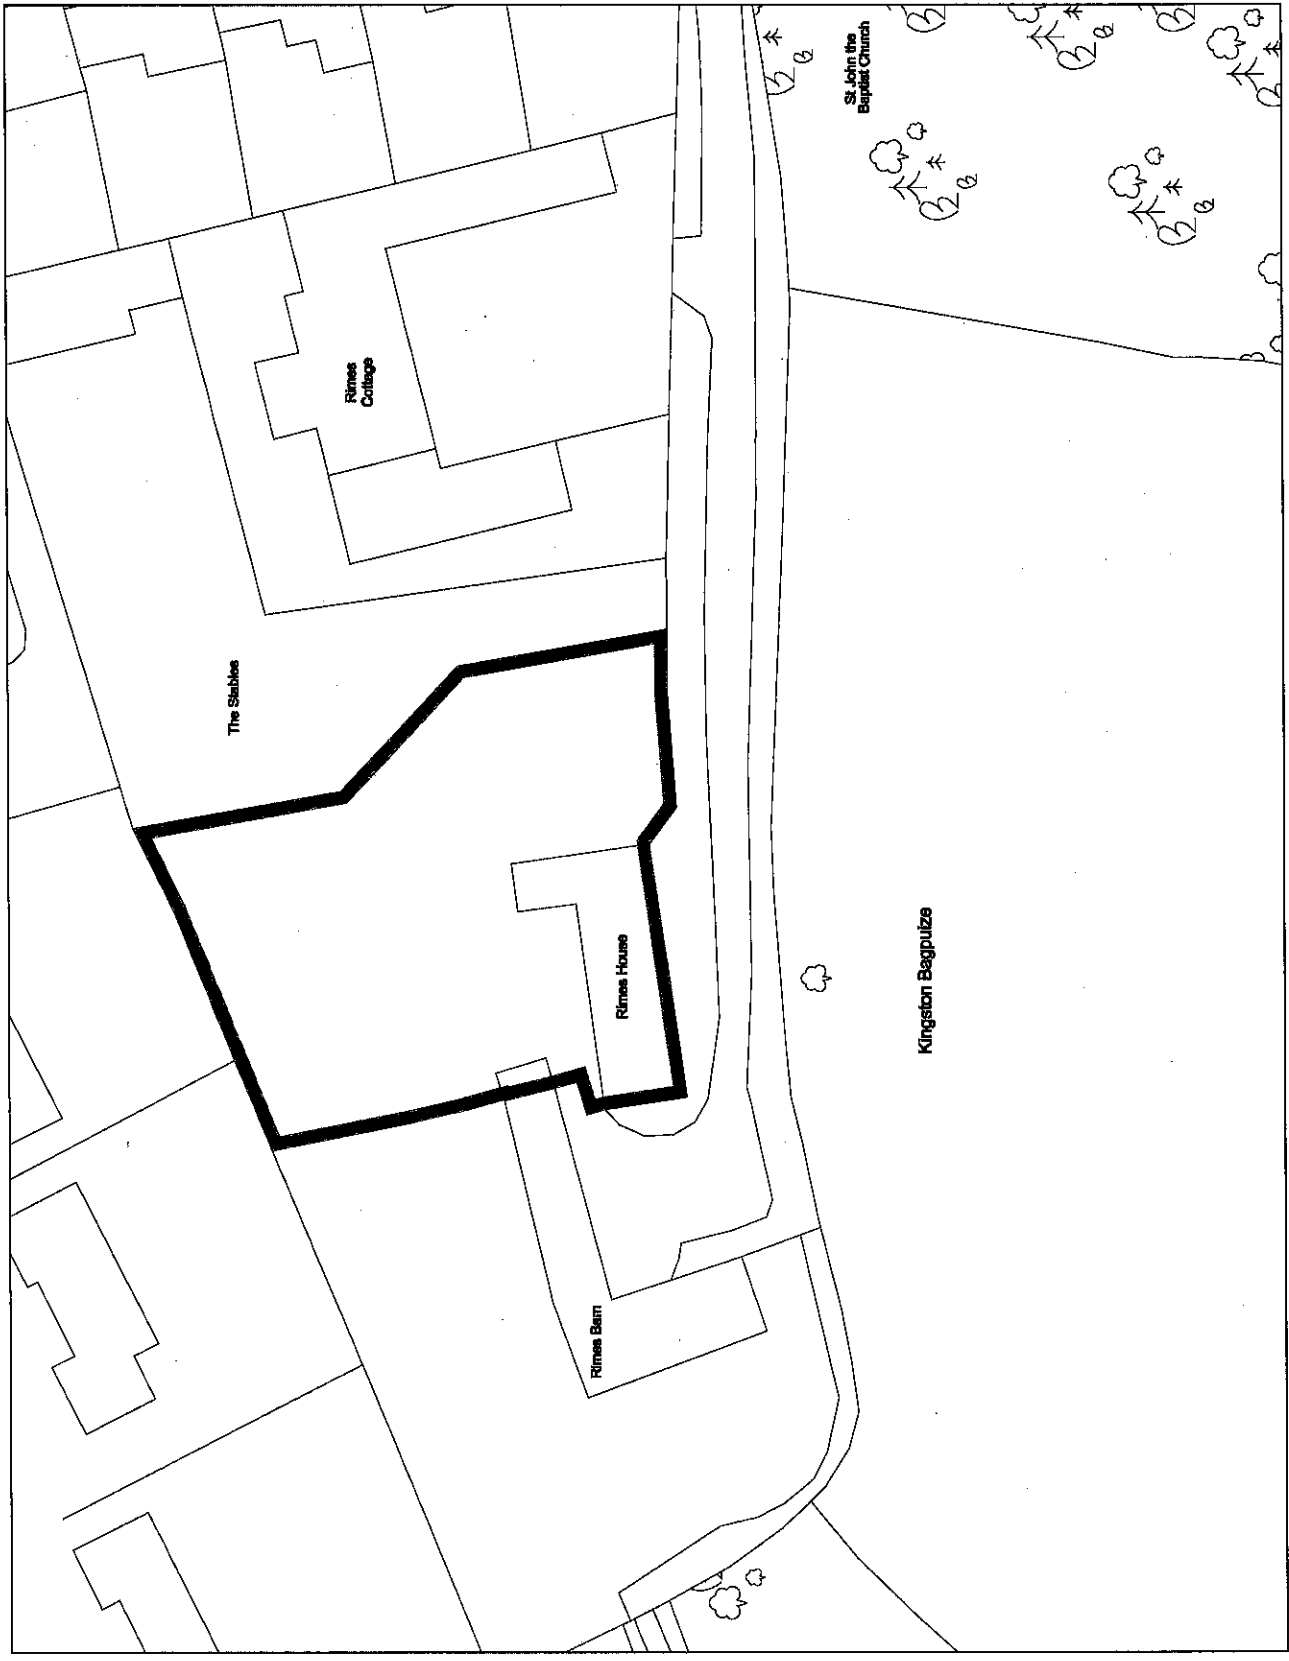 St John the
Baptist Church
Rimes
Cottage
The Stables
Rimes House
Kingston Bagpuize
Rimes Barn